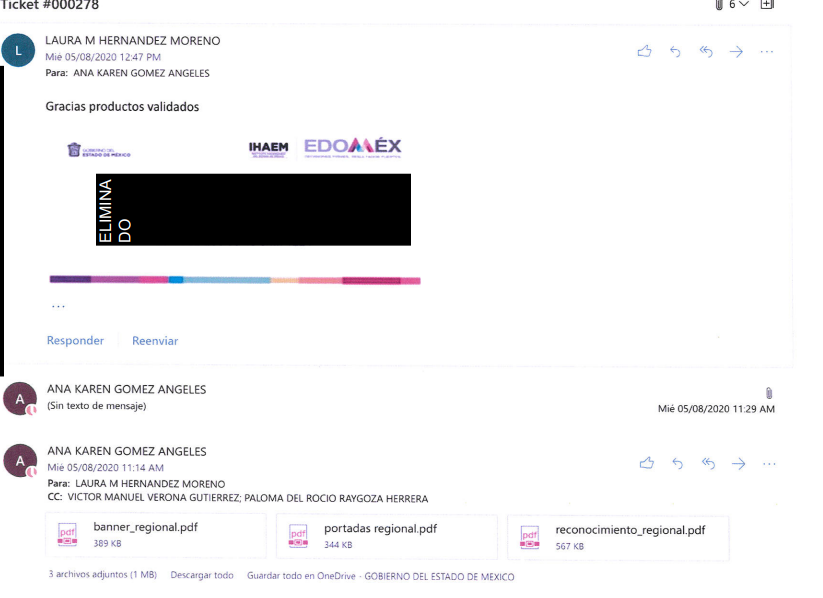 Ticket #000278
6
L
LAURA M HERNANDEZ MORENO
Mié 05/08/2020 12:47 PM
Para: ANA KAREN GOMEZ ANGELES
Gracias productos validados
GOBIERNO DEL
ESTADO DE MÉXICO
IHAEM
EDOMÉX
ELIMINA
DO
...
Responder
Reenviar
A
ANA KAREN GOMEZ ANGELES
(Sin texto de mensaje)
Mié 05/08/2020 11:29 AM
A
ANA KAREN GOMEZ ANGELES
Mié 05/08/2020 11:14 AM
Para: LAURA M HERNANDEZ MORENO
CC: VICTOR MANUEL VERONA GUTIERREZ; PALOMA DEL ROCIO RAYGOZA HERRERA
pdf
banner_regional.pdf
389 KB
pdf
portadas regional.pdf
344 KB
pdf
reconocimiento_regional.pdf
567 KB
3 archivos adjuntos (1 MB) Descargar todo Guardar todo en OneDrive - GOBIERNO DEL ESTADO DE MEXICO